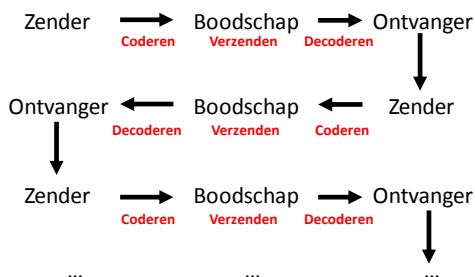 Zender Boodschap Ontvanger
Coderen Verzenden Decoderen
Ontvanger Boodschap Zender
Decoderen Verzenden Coderen
Zender Boodschap Ontvanger
Coderen Verzenden Decoderen
... ... ...